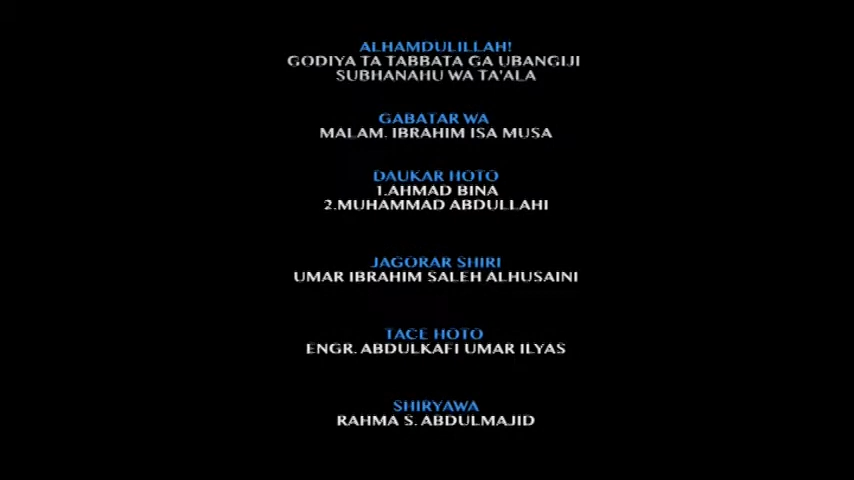 ALHAMDULILLAH!
GODIYA TA TABBATA GA UBANGIJI
SUBHANAHU WA TA'ALA
GABATAR WA
MALAM. IBRAHIM ISA MUSA
DAUKAR HOTO
1.AHMAD BINA
2.MUHAMMAD ABDULLAHI
JAGORAR SHIRI
UMAR IBRAHIM SALEH ALHUSAINI
TACE HOTO
ENGR. ABDULKAFI UMAR ILYAS
SHIRYAWA
RAHMA S. ABDULMAJID